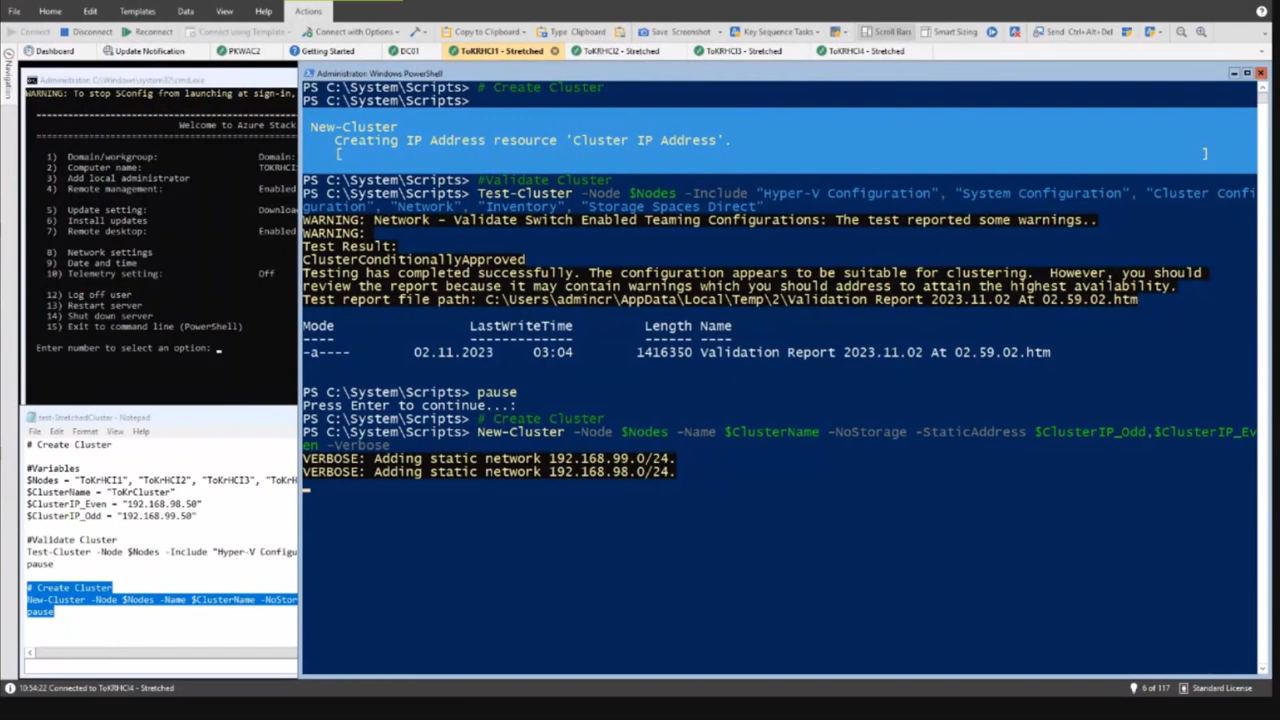 File Home Templates Data View Help Actions
Connect Disconnect Reconnect Connect using Template Connect with Options Copy to Clipboard Type Clipboard Save Screenshot Key Sequence Tasks Scroll Bars Smart Sizing Send Ctrl+Alt+Del
Dashboard Update Notification PKWAC2 Getting Started DC01 ToKRHCI1 - Stretched ToKRHCI2 - Stretched ToKRHCI3 - Stretched ToKRHCI4 - Stretched
Navigation
Administrator: C:\Windows\system32\cmd.exe
WARNING: To stop SConfig from launching at sign-in,
Welcome to Azure Stack
1) Domain/workgroup: Domain:
2) Computer name: TOKRHCI
3) Add local administrator
4) Remote management: Enabled
5) Update setting: Downloa
6) Install updates
7) Remote desktop: Enabled
8) Network settings
9) Date and time
10) Telemetry setting: Off
12) Log off user
13) Restart server
14) Shut down server
15) Exit to command line (PowerShell)
Enter number to select an option: _
test-StretchedCluster - Notepad
File Edit Format View Help
# Create Cluster
#Variables
$Nodes = "ToKrHCI1", "ToKrHCI2", "ToKrHCI3", "ToKrH
$ClusterName = "ToKrCluster"
$ClusterIP_Even = "192.168.98.50"
$ClusterIP_Odd = "192.168.99.50"
#Validate Cluster
Test-Cluster -Node $Nodes -Include "Hyper-V Configu
pause
# Create Cluster
New-Cluster -Node $Nodes -Name $ClusterName -NoStor
pause
Administrator: Windows PowerShell
PS C:\System\Scripts> # Create Cluster
PS C:\System\Scripts>
New-Cluster
Creating IP Address resource 'Cluster IP Address'.
[ ]
PS C:\System\Scripts> #Validate Cluster
PS C:\System\Scripts> Test-Cluster -Node $Nodes -Include "Hyper-V Configuration", "System Configuration", "Cluster Confi
guration", "Network", "Inventory", "Storage Spaces Direct"
WARNING: Network - Validate Switch Enabled Teaming Configurations: The test reported some warnings..
WARNING:
Test Result:
ClusterConditionallyApproved
Testing has completed successfully. The configuration appears to be suitable for clustering. However, you should
review the report because it may contain warnings which you should address to attain the highest availability.
Test report file path: C:\Users\admincr\AppData\Local\Temp\2\Validation Report 2023.11.02 At 02.59.02.htm
Mode LastWriteTime Length Name
---- ------------- ------ ----
-a---- 02.11.2023 03:04 1416350 Validation Report 2023.11.02 At 02.59.02.htm
PS C:\System\Scripts> pause
Press Enter to continue...:
PS C:\System\Scripts> # Create Cluster
PS C:\System\Scripts> New-Cluster -Node $Nodes -Name $ClusterName -NoStorage -StaticAddress $ClusterIP_Odd,$ClusterIP_Ev
en -Verbose
VERBOSE: Adding static network 192.168.99.0/24.
VERBOSE: Adding static network 192.168.98.0/24.
10:54:22 Connected to ToKRHCI4 - Stretched
6 of 117 Standard License